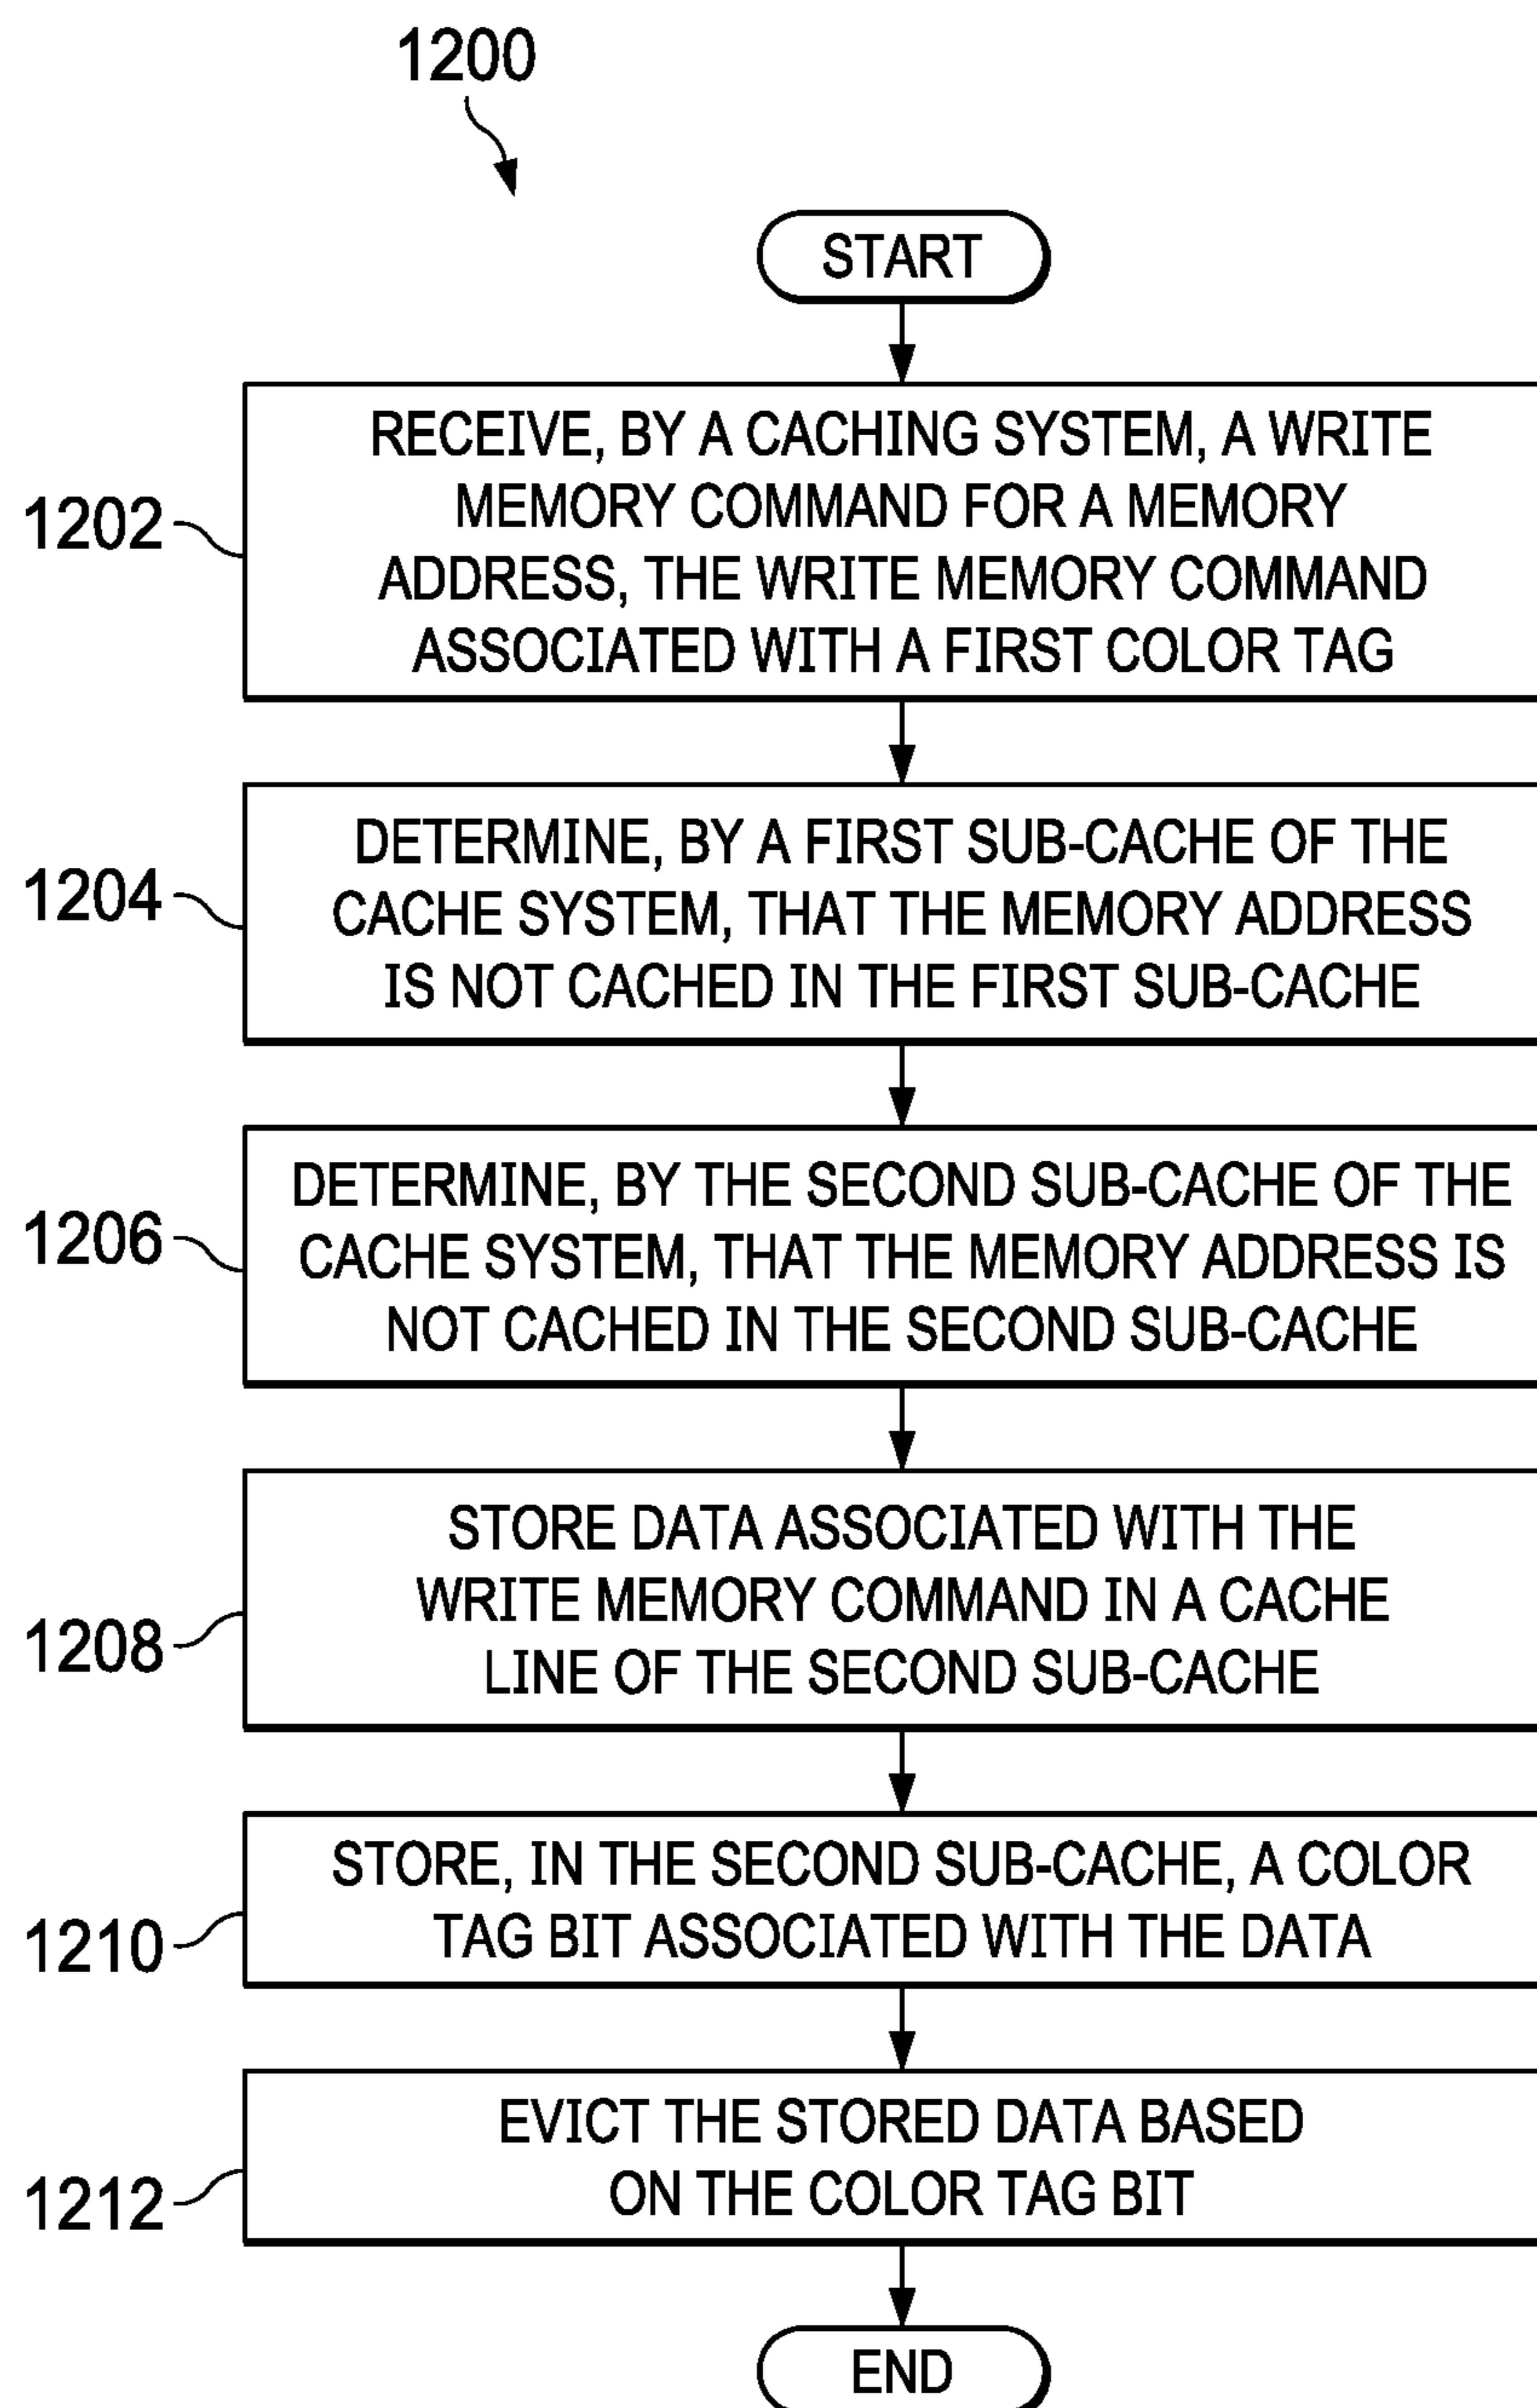 1200
START
1202
RECEIVE, BY A CACHING SYSTEM, A WRITE
MEMORY COMMAND FOR A MEMORY
ADDRESS, THE WRITE MEMORY COMMAND
ASSOCIATED WITH A FIRST COLOR TAG
1204
DETERMINE, BY A FIRST SUB-CACHE OF THE
CACHE SYSTEM, THAT THE MEMORY ADDRESS
IS NOT CACHED IN THE FIRST SUB-CACHE
1206
DETERMINE, BY THE SECOND SUB-CACHE OF THE
CACHE SYSTEM, THAT THE MEMORY ADDRESS IS
NOT CACHED IN THE SECOND SUB-CACHE
1208
STORE DATA ASSOCIATED WITH THE
WRITE MEMORY COMMAND IN A CACHE
LINE OF THE SECOND SUB-CACHE
1210
STORE, IN THE SECOND SUB-CACHE, A COLOR
TAG BIT ASSOCIATED WITH THE DATA
1212
EVICT THE STORED DATA BASED
ON THE COLOR TAG BIT
END